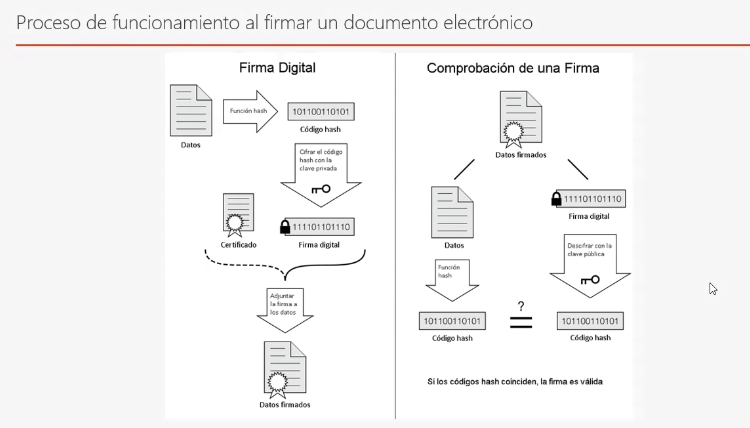 Proceso de funcionamiento al firmar un documento electrónico
Firma Digital
Función hash
101100110101
Código hash
Datos
Cifrar el código
hash con la
clave privada
111101101110
Certificado
Firma digital
Adjuntar
la firma a
los datos
Datos firmados
Comprobación de una Firma
Datos firmados
Datos
111101101110
Firma digital
Función
hash
Descifrar con la
clave pública
101100110101
Código hash
?
=
101100110101
Código hash
Si los códigos hash coinciden, la firma es válida